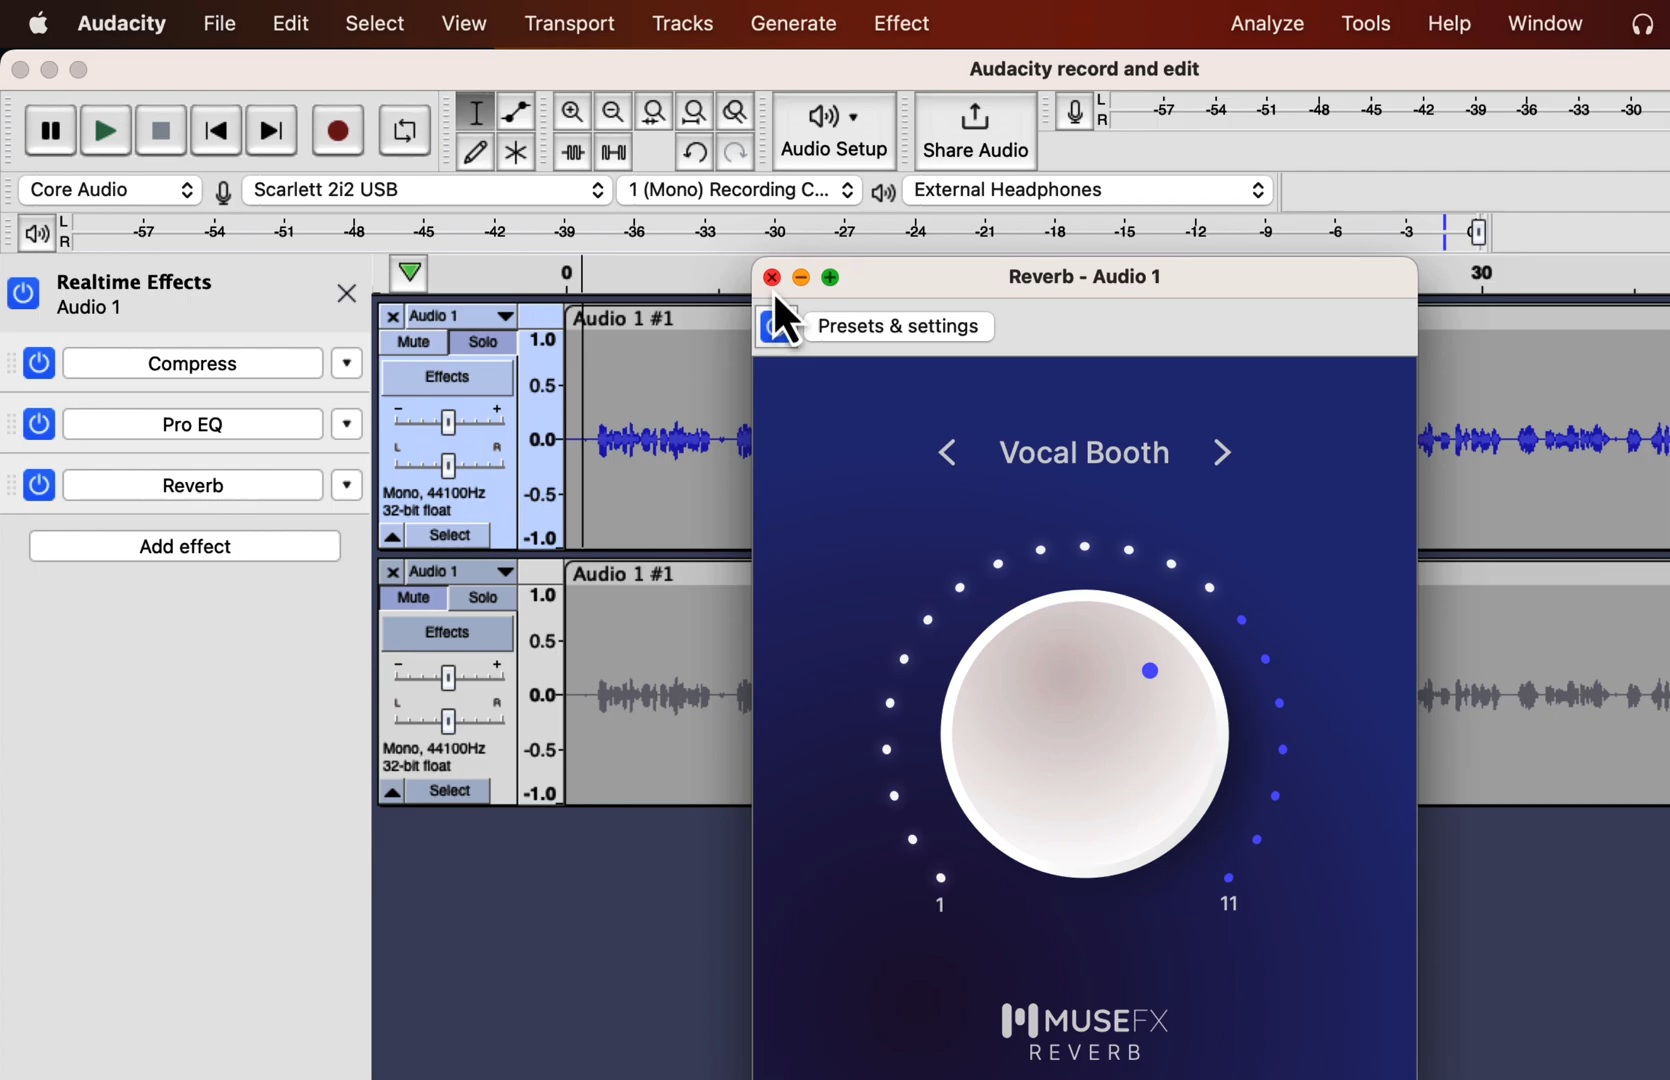 Audacity File Edit Select View Transport Tracks Generate Effect Analyze Tools Help Window
Audacity record and edit
Audio Setup
Share Audio
L
R
-57 -54 -51 -48 -45 -42 -39 -36 -33 -30
Core Audio
Scarlett 2i2 USB
1 (Mono) Recording C...
External Headphones
L
R
-57 -54 -51 -48 -45 -42 -39 -36 -33 -30 -27 -24 -21 -18 -15 -12 -9 -6 -3
Realtime Effects
Audio 1
Compress
Pro EQ
Reverb
Add effect
0
30
Audio 1
Mute Solo
Effects
- +
L R
Mono, 44100Hz
32-bit float
Select
1.0
0.5
0.0
-0.5
-1.0
Audio 1 #1
Audio 1
Mute Solo
Effects
- +
L R
Mono, 44100Hz
32-bit float
Select
1.0
0.5
0.0
-0.5
-1.0
Audio 1 #1
Reverb - Audio 1
Presets & settings
< Vocal Booth >
1
11
MUSEFX
REVERB